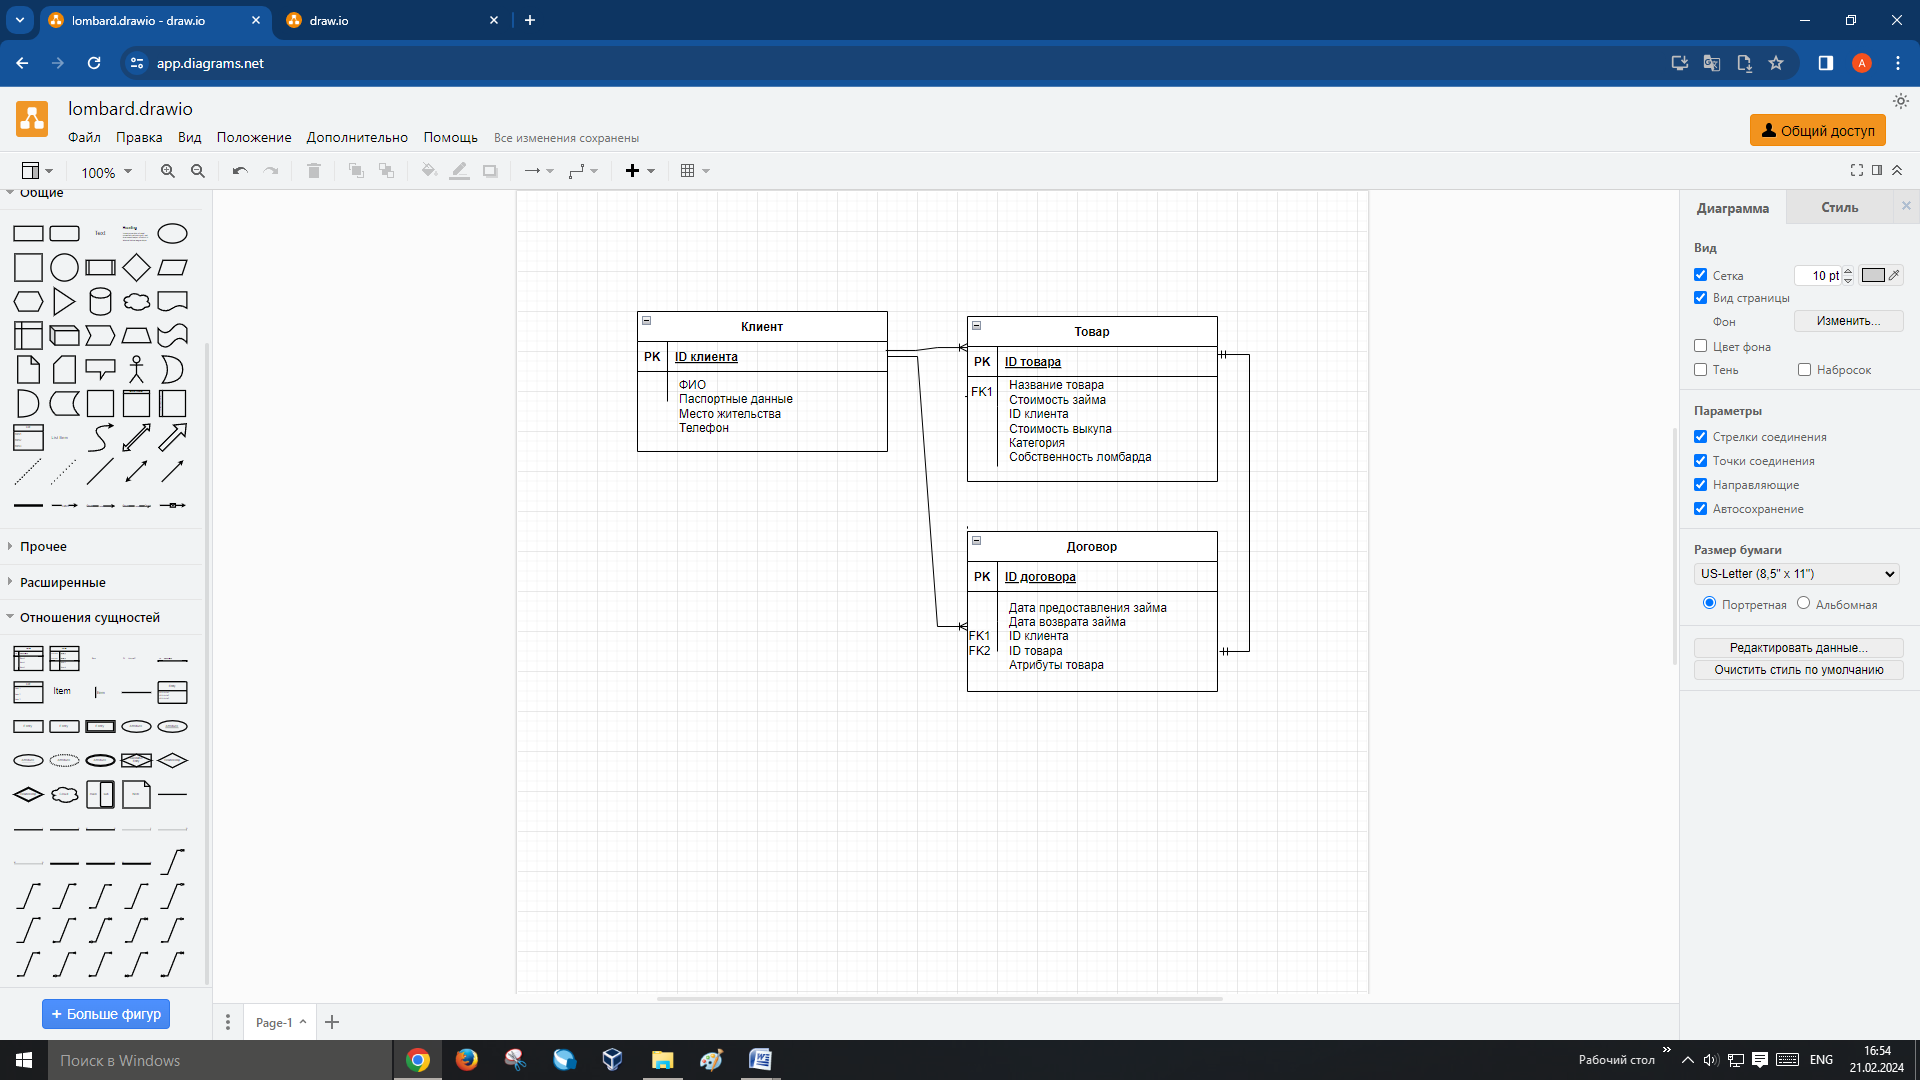 lombard.drawio - draw.io
draw.io
app.diagrams.net
A
lombard.drawio
Файл Правка Вид Положение Дополнительно Помощь Все изменения сохранены
Общий доступ
100%
Общие
Text
Heading
Прочее
Расширенные
Отношения сущностей
Item
+ Больше фигур
Клиент
PK ID клиента
ФИО
Паспортные данные
Место жительства
Телефон
Товар
PK ID товара
FK1
Название товара
Стоимость займа
ID клиента
Стоимость выкупа
Категория
Собственность ломбарда
Договор
PK ID договора
Дата предоставления займа
Дата возврата займа
FK1 ID клиента
FK2 ID товара
Атрибуты товара
Page-1
Диаграмма Стиль
Вид
Сетка 10 pt
Вид страницы
Фон Изменить...
Цвет фона
Тень Набросок
Параметры
Стрелки соединения
Точки соединения
Направляющие
Автосохранение
Размер бумаги
US-Letter (8,5" x 11")
Портретная Альбомная
Редактировать данные...
Очистить стиль по умолчанию
Поиск в Windows
Рабочий стол
ENG
16:54
21.02.2024